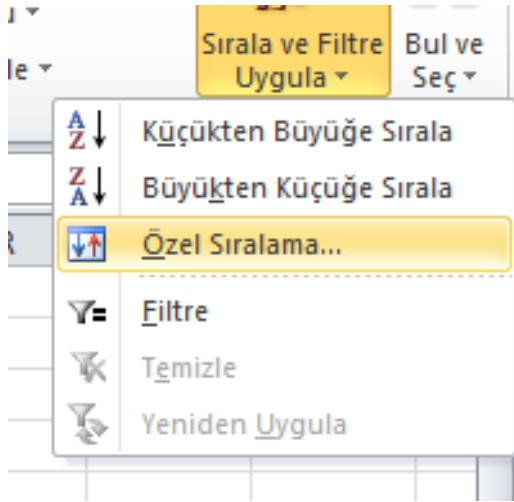 Sırala ve Filtre
Uygula
Bul ve
Seç
Küçükten Büyüğe Sırala
Büyükten Küçüğe Sırala
Özel Sıralama...
Filtre
Temizle
Yeniden Uygula